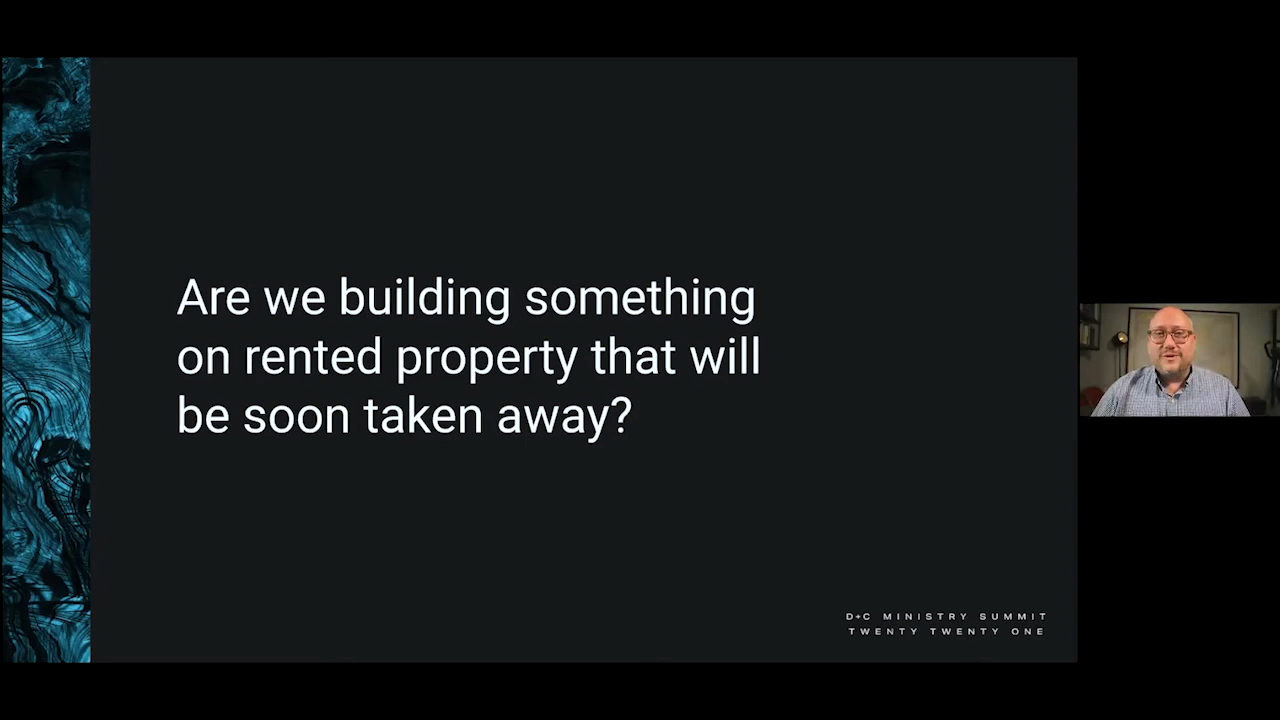 Are we building something
on rented property that will
be soon taken away?
D+C MINISTRY SUMMIT
TWENTY TWENTY ONE